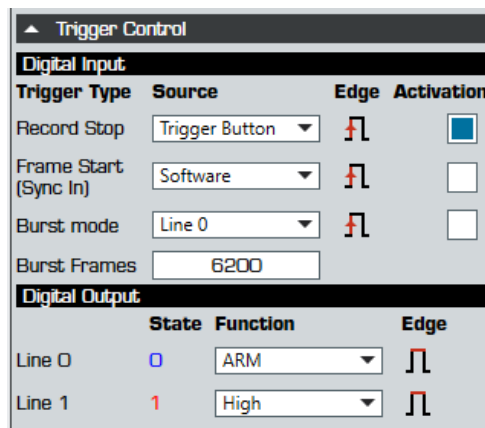 Trigger Control
Digital Input
Trigger Type Source Edge Activation
Record Stop Trigger Button
Frame Start
(Sync In) Software
Burst mode Line 0
Burst Frames 6200
Digital Output
State Function Edge
Line 0 0 ARM
Line 1 1 High